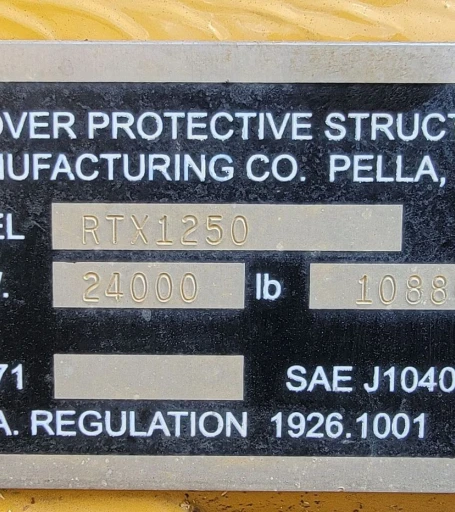 OVER PROTECTIVE STRUCT
NUFACTURING CO. PELLA,
EL RTX1250
W. 24000 lb 1088
71 SAE J1040
A. REGULATION 1926.1001